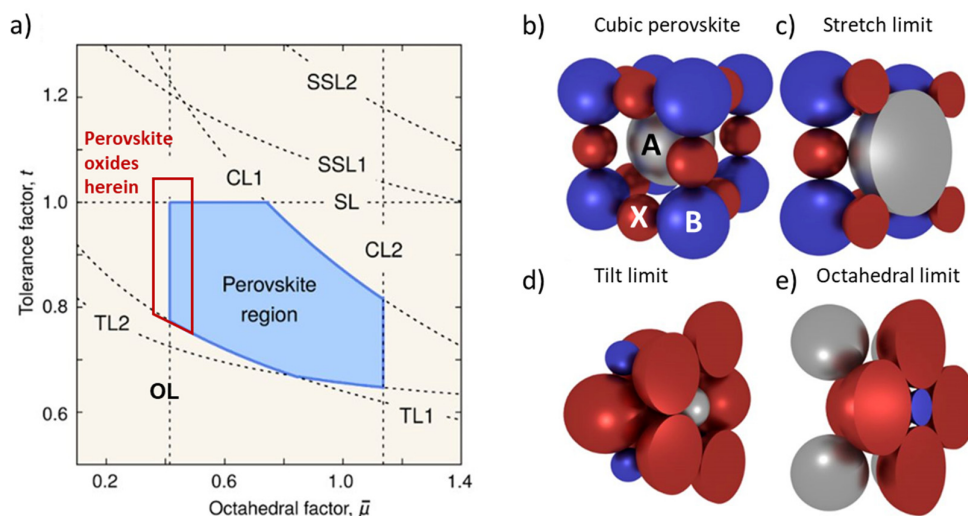 a)
1.2
1.0
0.8
0.6
Tolerance factor, t
0.2
0.6
1.0
1.4
Octahedral factor, μ̄
Perovskite
oxides
herein
SSL2
SSL1
CL1
SL
CL2
Perovskite
region
TL2
OL
TL1
b)
Cubic perovskite
A
X
B
c)
Stretch limit
d)
Tilt limit
e)
Octahedral limit